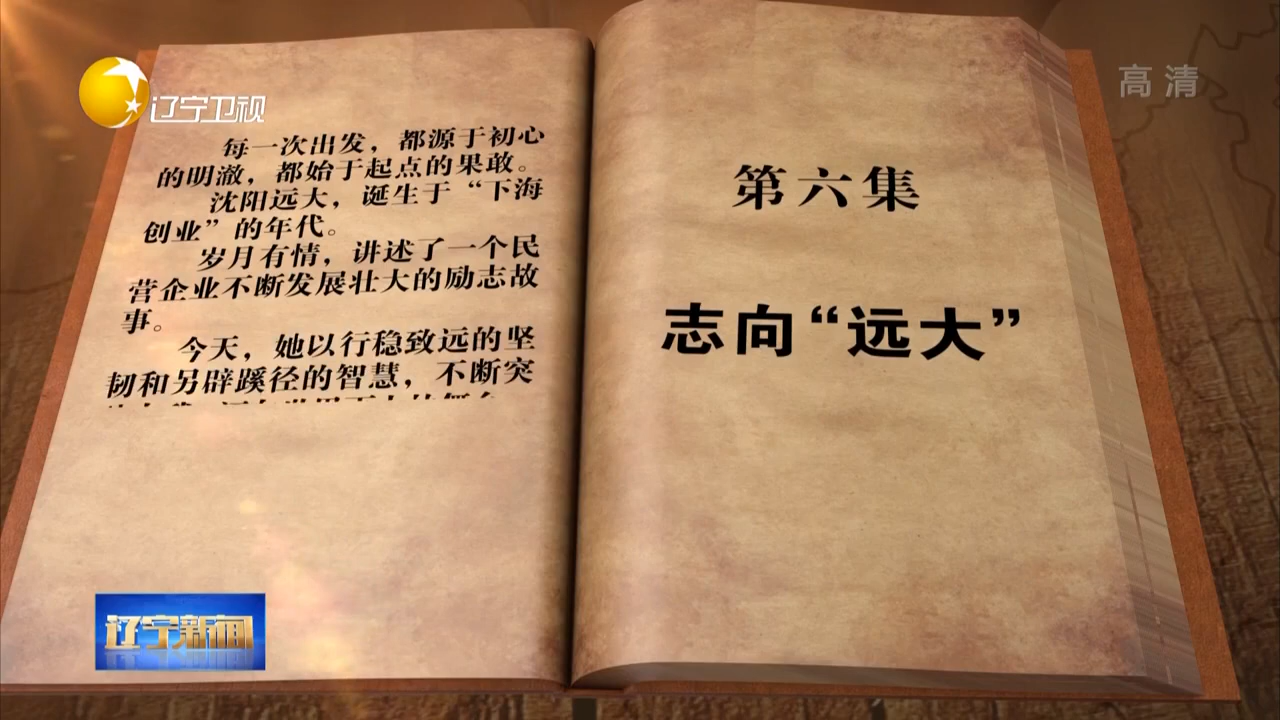 辽宁卫视
高清
每一次出发，都源于初心
的明澈，都始于起点的果敢。
沈阳远大，诞生于“下海
创业”的年代。
岁月有情，讲述了一个民
营企业不断发展壮大的励志故
事。
今天，她以行稳致远的坚
韧和另辟蹊径的智慧，不断突
第六集
志向“远大”
辽宁新闻